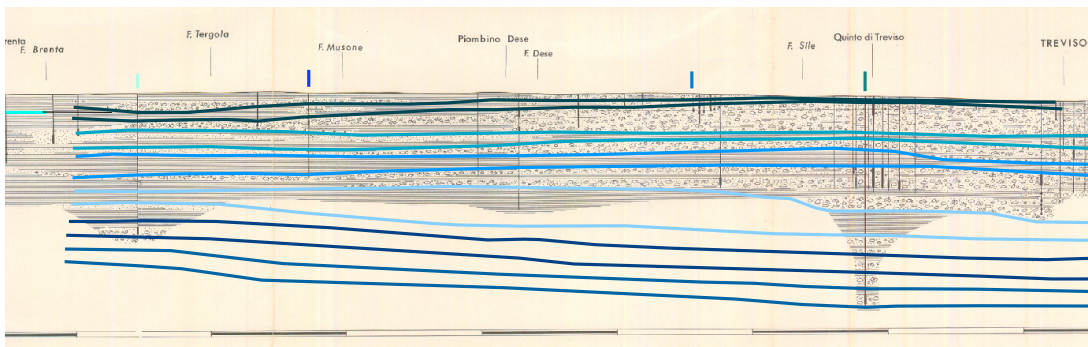 renta
F. Brenta
F. Tergola
F. Musone
Piombino Dese
F. Dese
F. Sile
Quinto di Treviso
TREVISO